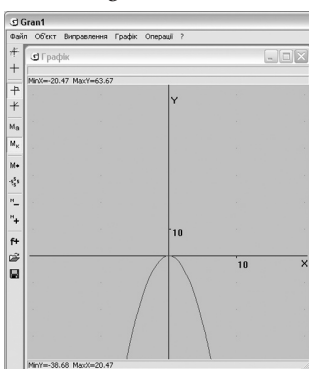 Gran1
Файл Об'єкт Виправлення Графік Операції ?
Графік
MinX=-20.47 MaxY=63.67
Y
10
10
X
MinY=-38.68 MaxX=20.47